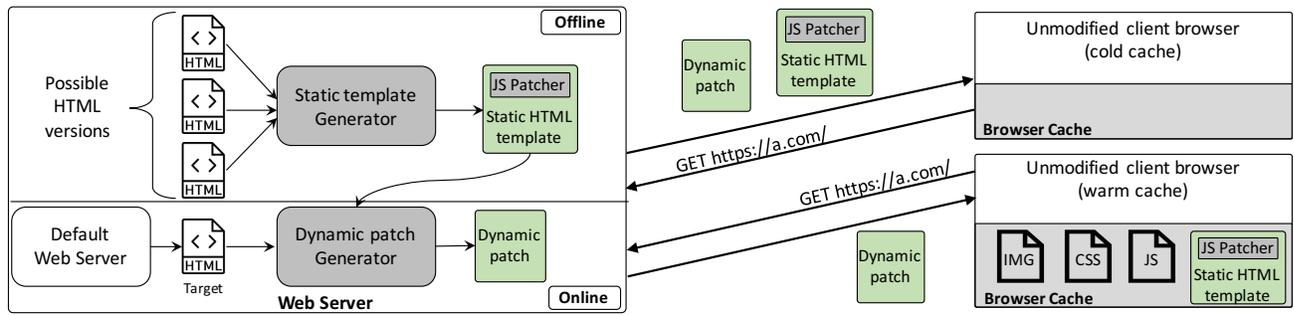 Offline
Possible
HTML
versions
HTML
HTML
HTML
Static template
Generator
JS Patcher
Static HTML
template
Default
Web Server
HTML
Target
Dynamic patch
Generator
Dynamic
patch
Web Server
Online
Dynamic
patch
JS Patcher
Static HTML
template
GET https://a.com/
GET https://a.com/
Dynamic
patch
Unmodified client browser
(cold cache)
Browser Cache
Unmodified client browser
(warm cache)
IMG
CSS
JS
JS Patcher
Static HTML
template
Browser Cache